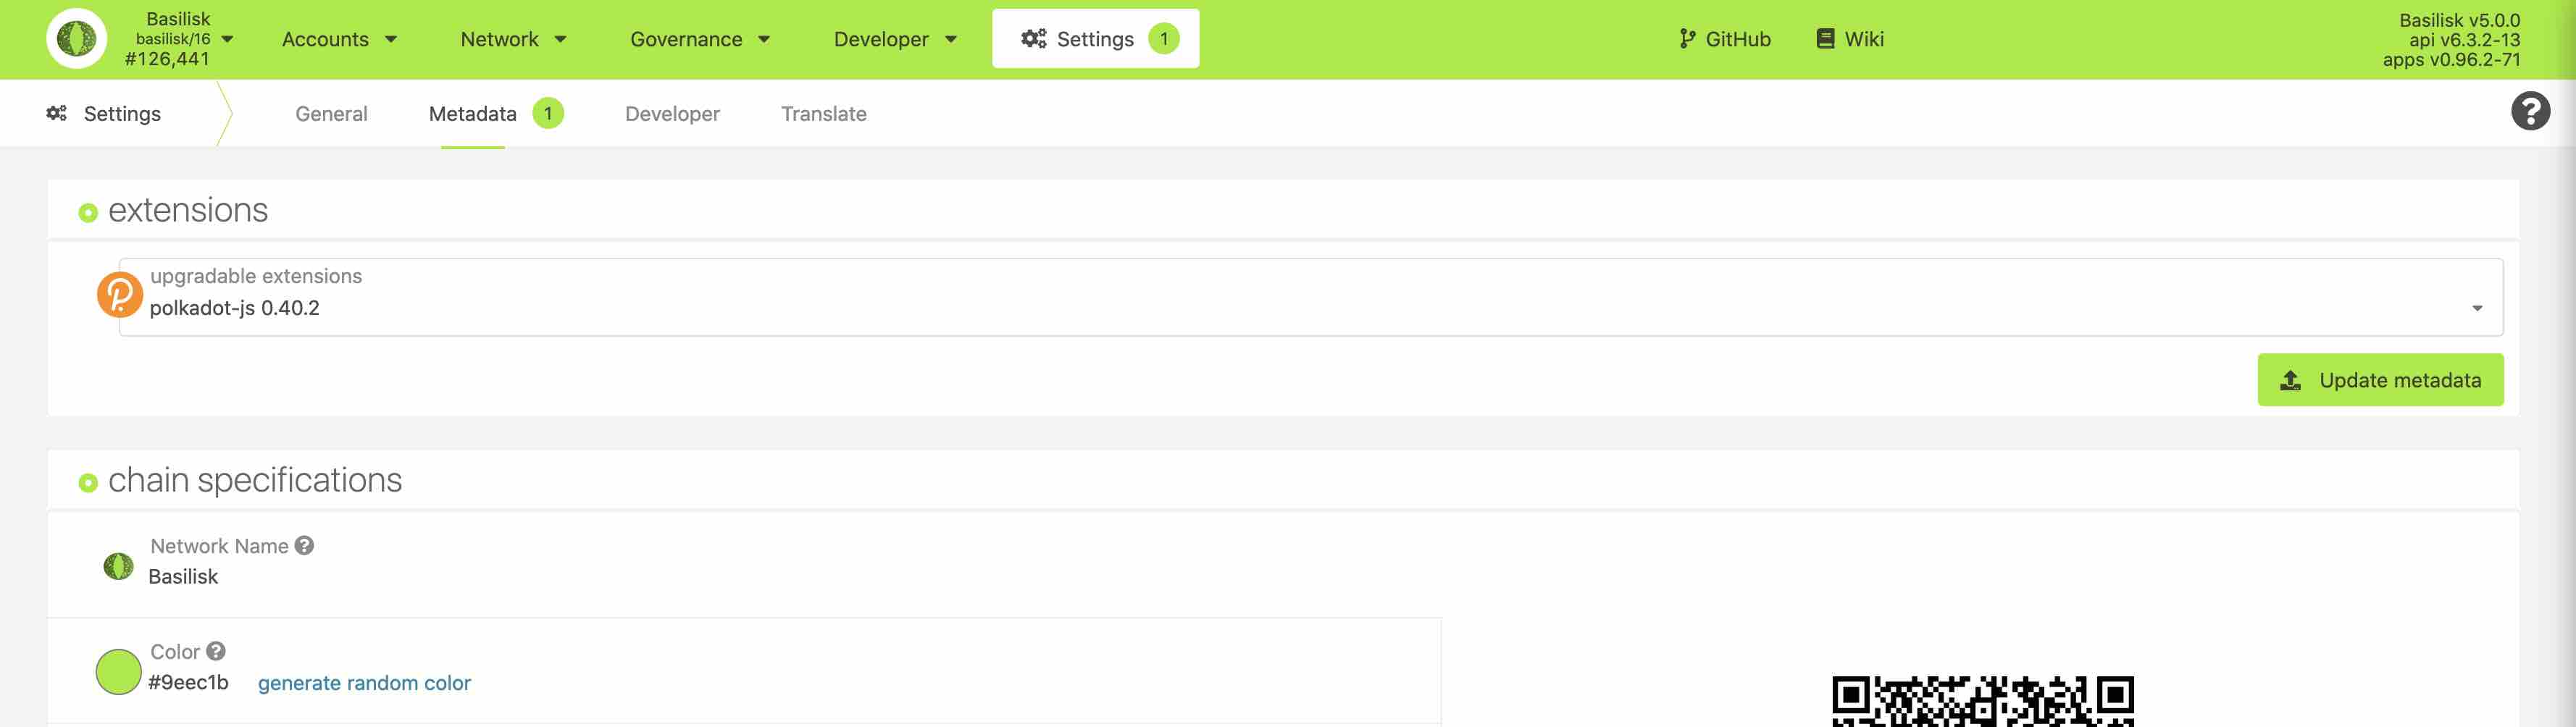 Basilisk
basilisk/16
#126,441
Accounts
Network
Governance
Developer
Settings 1
GitHub
Wiki
Basilisk v5.0.0
api v6.3.2-13
apps v0.96.2-71
Settings
General
Metadata 1
Developer
Translate
extensions
upgradable extensions
polkadot-js 0.40.2
Update metadata
chain specifications
Network Name
Basilisk
Color
#9eec1b generate random color